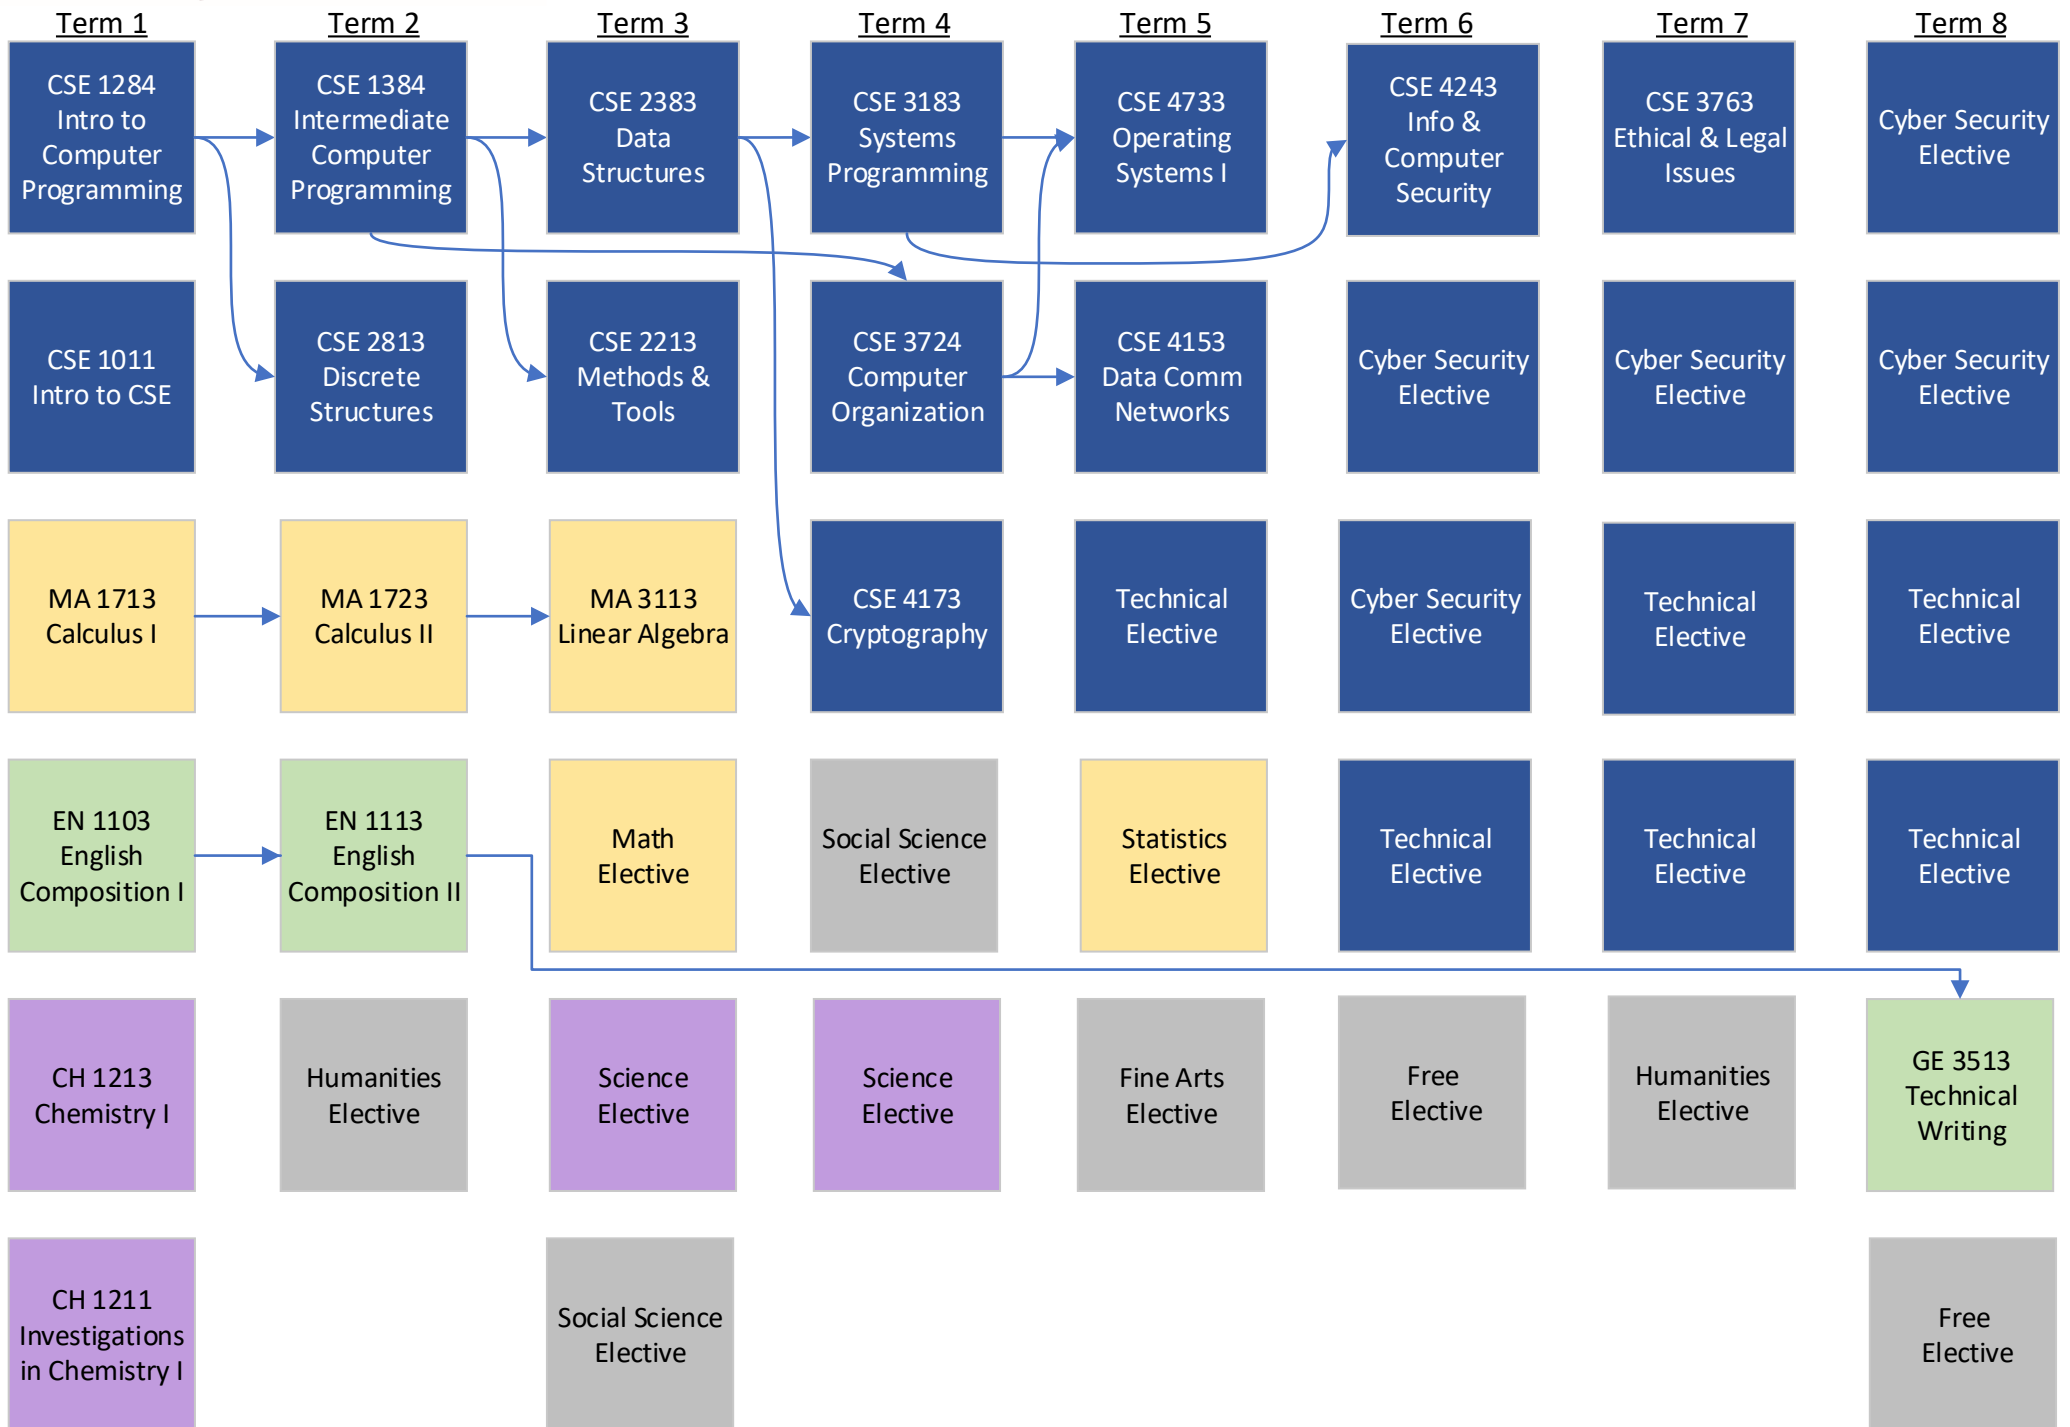 Term 1
Term 2
Term 3
Term 4
Term 5
Term 6
Term 7
Term 8
CSE 1284
Intro to
Computer
Programming
CSE 1384
Intermediate
Computer
Programming
CSE 2383
Data
Structures
CSE 3183
Systems
Programming
CSE 4733
Operating
Systems I
CSE 4243
Info &
Computer
Security
CSE 3763
Ethical & Legal
Issues
Cyber Security
Elective
CSE 1011
Intro to CSE
CSE 2813
Discrete
Structures
CSE 2213
Methods &
Tools
CSE 3724
Computer
Organization
CSE 4153
Data Comm
Networks
Cyber Security
Elective
Cyber Security
Elective
Cyber Security
Elective
MA 1713
Calculus I
MA 1723
Calculus II
MA 3113
Linear Algebra
CSE 4173
Cryptography
Technical
Elective
Cyber Security
Elective
Technical
Elective
Technical
Elective
EN 1103
English
Composition I
EN 1113
English
Composition II
Math
Elective
Social Science
Elective
Statistics
Elective
Technical
Elective
Technical
Elective
Technical
Elective
CH 1213
Chemistry I
Humanities
Elective
Science
Elective
Science
Elective
Fine Arts
Elective
Free
Elective
Humanities
Elective
GE 3513
Technical
Writing
CH 1211
Investigations
in Chemistry I
Social Science
Elective
Free
Elective